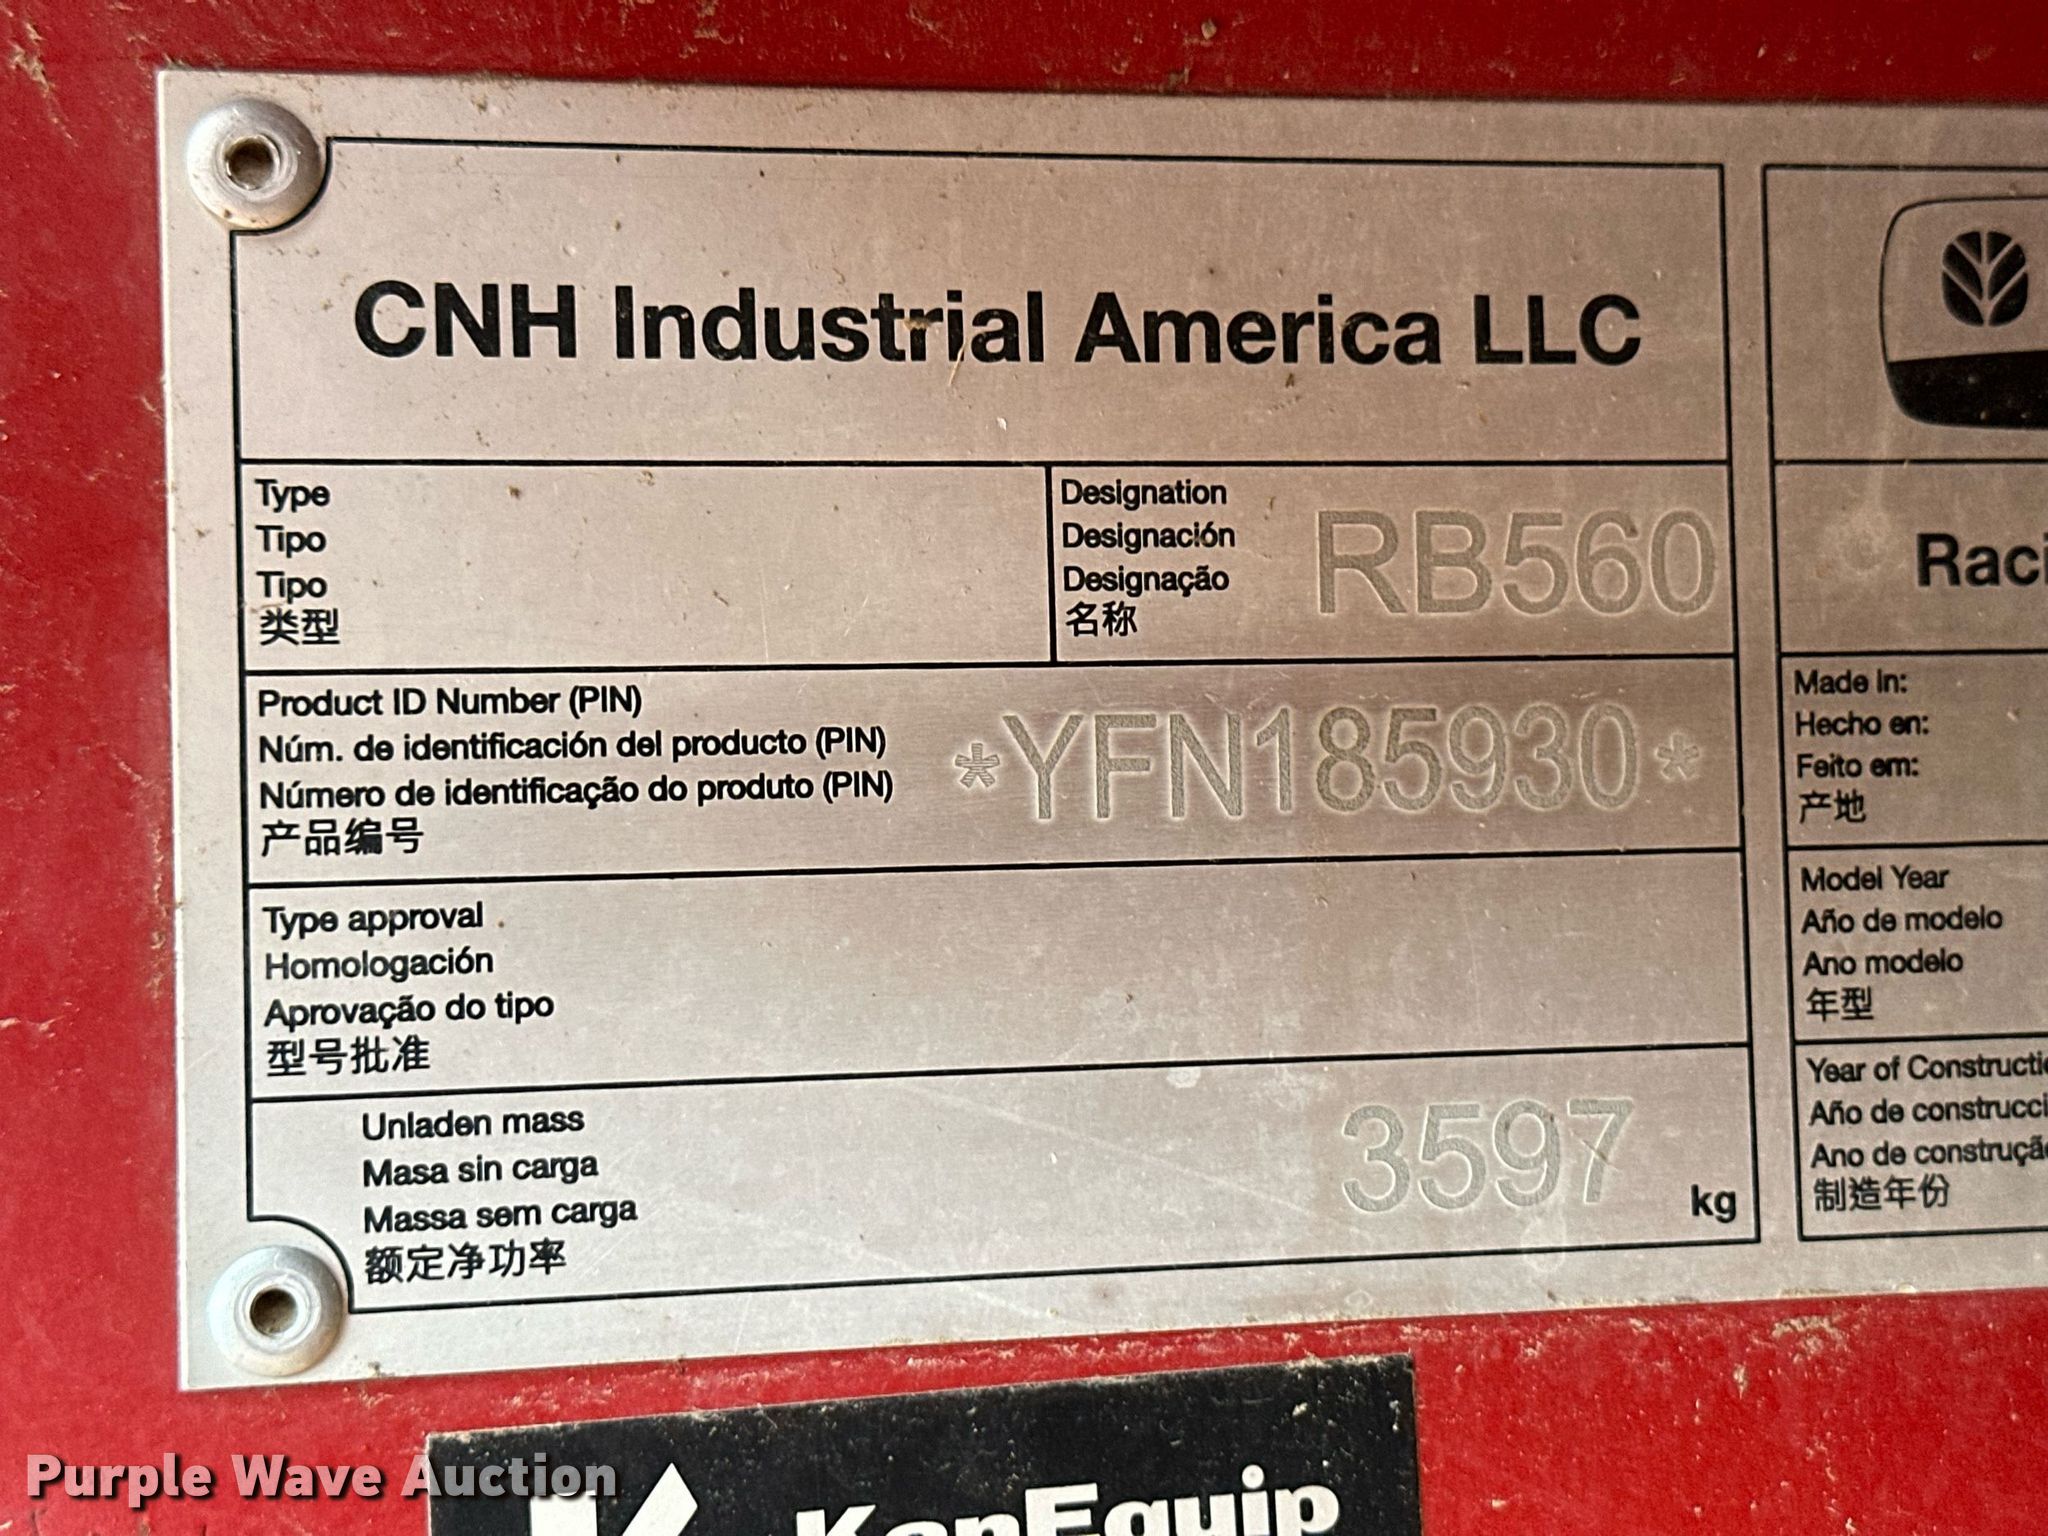 CNH Industrial America LLC
Type
Tipo
Tipo
类型
Designation
Designación
Designação
名称
RB560
Product ID Number (PIN)
Núm. de identificación del producto (PIN)
Número de identificação do produto (PIN)
产品编号
*YFN185930*
Type approval
Homologación
Aprovação do tipo
型号批准
Unladen mass
Masa sin carga
Massa sem carga
额定净功率
3597
kg
Raci
Made in:
Hecho en:
Feito em:
产地
Model Year
Año de modelo
Ano modelo
年型
Year of Constructi
Año de construcci
Ano de construçã
制造年份
KanEquip
Purple Wave Auction